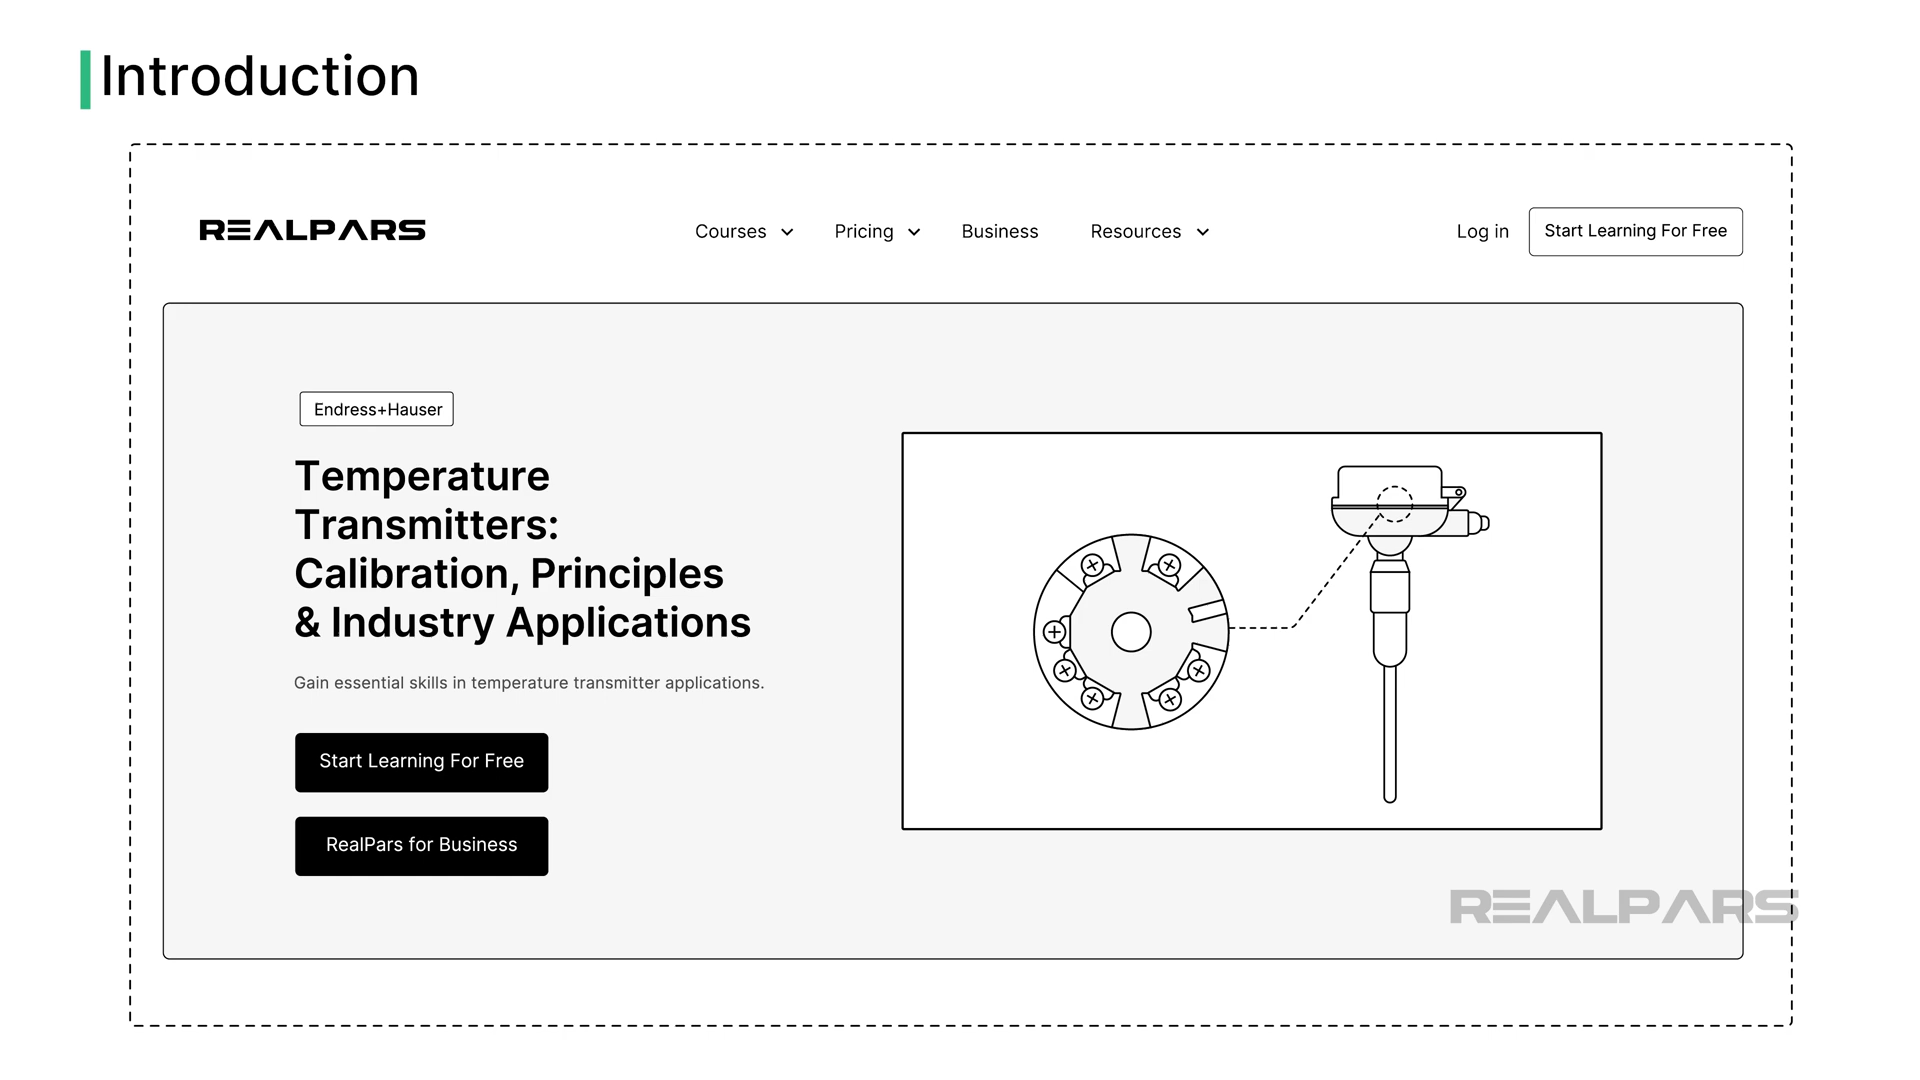 Introduction
REALPARS
Courses
Pricing
Business
Resources
Log in
Start Learning For Free
Endress+Hauser
Temperature
Transmitters:
Calibration, Principles
& Industry Applications
Gain essential skills in temperature transmitter applications.
Start Learning For Free
RealPars for Business
REALPARS